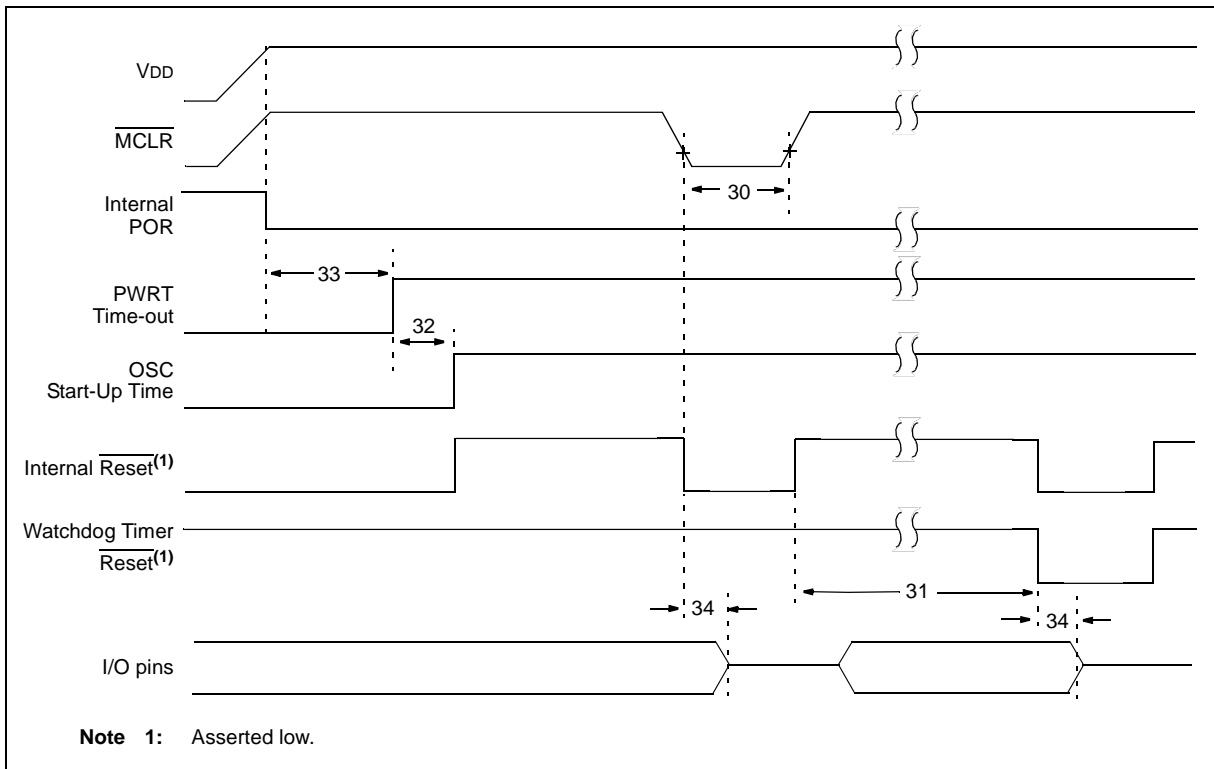 VDD
MCLR
30
Internal
POR
33
PWRT
Time-out
32
OSC
Start-Up Time
Internal Reset(1)
Watchdog Timer
Reset(1)
31
34
34
I/O pins
Note 1: Asserted low.